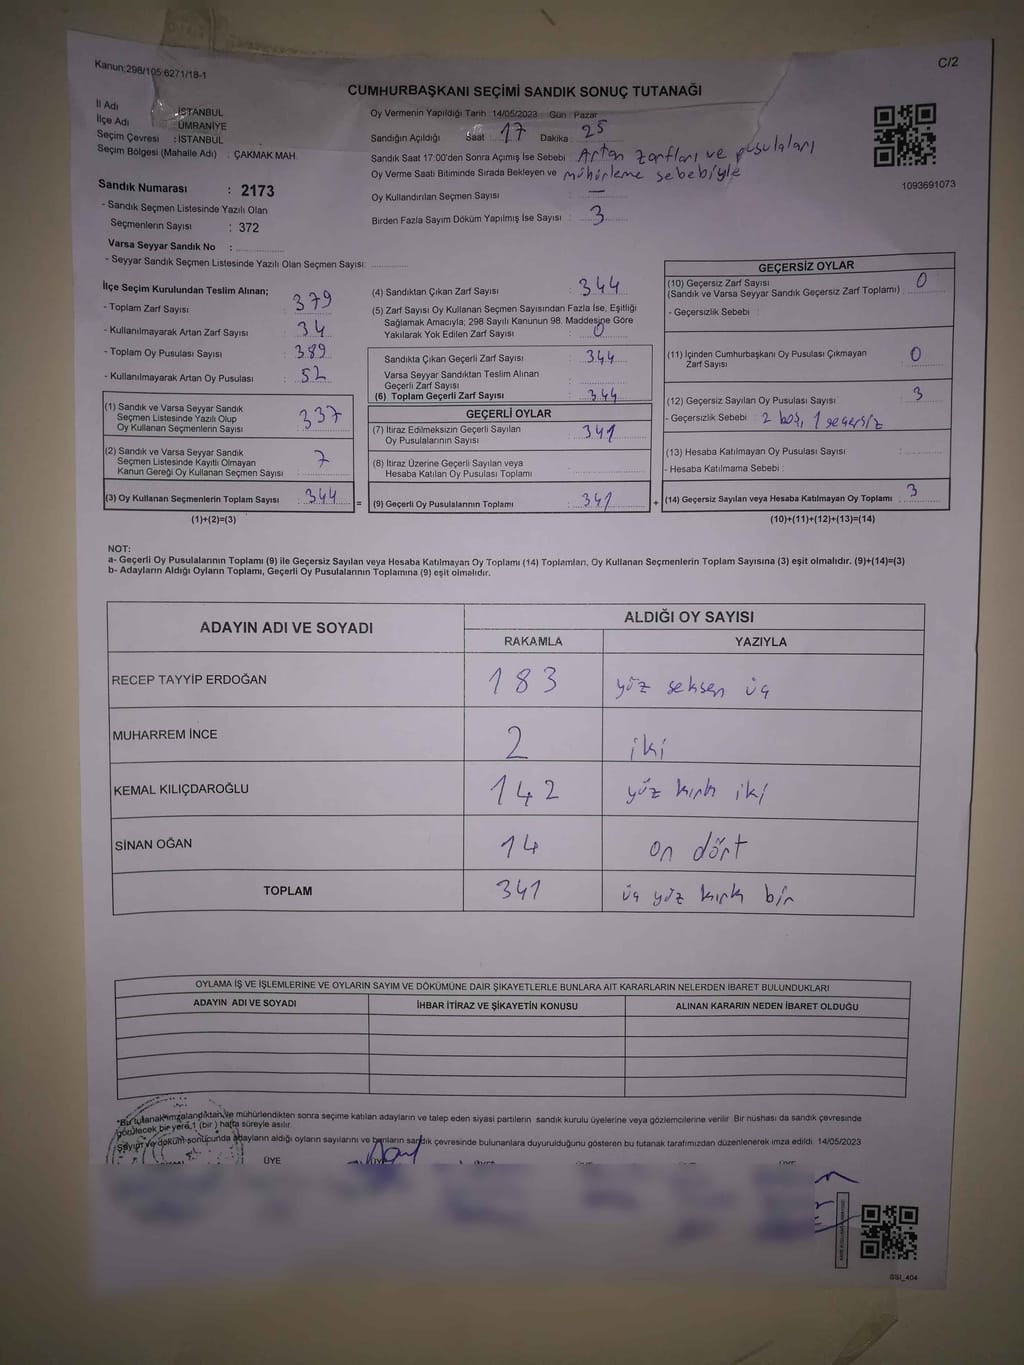 Kanun:298/105;6271/18-1
C/2
CUMHURBAŞKANI SEÇİMİ SANDIK SONUÇ TUTANAĞI
İl Adı : İSTANBUL
İlçe Adı : ÜMRANİYE
Seçim Çevresi : İSTANBUL
Seçim Bölgesi (Mahalle Adı) : ÇAKMAK MAH.
Sandık Numarası : 2173
- Sandık Seçmen Listesinde Yazılı Olan
Seçmenlerin Sayısı : 372
Varsa Seyyar Sandık No :
- Seyyar Sandık Seçmen Listesinde Yazılı Olan Seçmen Sayısı:
Oy Vermenin Yapıldığı Tarih : 14/05/2023 Gün : Pazar
Sandığın Açıldığı Saat : 17 Dakika : 25
Sandık Saat 17:00'den Sonra Açımış İse Sebebi : Artan zarfları ve pusulaları
Oy Verme Saati Bitiminde Sırada Bekleyen ve mühürleme sebebiyle
Oy Kullandırılan Seçmen Sayısı : —
Birden Fazla Sayım Döküm Yapılmış İse Sayısı : 3
1093691073
İlçe Seçim Kurulundan Teslim Alınan;
- Toplam Zarf Sayısı : 379
- Kullanılmayarak Artan Zarf Sayısı : 34
- Toplam Oy Pusulası Sayısı : 389
- Kullanılmayarak Artan Oy Pusulası : 52
(1) Sandık ve Varsa Seyyar Sandık
Seçmen Listesinde Yazılı Olup
Oy Kullanan Seçmenlerin Sayısı : 337
(2) Sandık ve Varsa Seyyar Sandık
Seçmen Listesinde Kayıtlı Olmayan
Kanun Gereği Oy Kullanan Seçmen Sayısı : 7
(3) Oy Kullanan Seçmenlerin Toplam Sayısı : 344 =
(1)+(2)=(3)
(4) Sandıktan Çıkan Zarf Sayısı : 344
(5) Zarf Sayısı Oy Kullanan Seçmen Sayısından Fazla İse, Eşitliği
Sağlamak Amacıyla; 298 Sayılı Kanunun 98. Maddesine Göre
Yakılarak Yok Edilen Zarf Sayısı : 0
Sandıkta Çıkan Geçerli Zarf Sayısı : 344
Varsa Seyyar Sandıktan Teslim Alınan
Geçerli Zarf Sayısı :
(6) Toplam Geçerli Zarf Sayısı : 344
GEÇERLİ OYLAR
(7) İtiraz Edilmeksizin Geçerli Sayılan
Oy Pusulalarının Sayısı : 341
(8) İtiraz Üzerine Geçerli Sayılan veya
Hesaba Katılan Oy Pusulası Toplamı :
(9) Geçerli Oy Pusulalarının Toplamı : 341 +
GEÇERSİZ OYLAR
(10) Geçersiz Zarf Sayısı
(Sandık ve Varsa Seyyar Sandık Geçersiz Zarf Toplamı) : 0
- Geçersizlik Sebebi :
(11) İçinden Cumhurbaşkanı Oy Pusulası Çıkmayan
Zarf Sayısı : 0
(12) Geçersiz Sayılan Oy Pusulası Sayısı : 3
- Geçersizlik Sebebi : 2 boş, 1 geçersiz
(13) Hesaba Katılmayan Oy Pusulası Sayısı :
- Hesaba Katılmama Sebebi :
(14) Geçersiz Sayılan veya Hesaba Katılmayan Oy Toplamı : 3
(10)+(11)+(12)+(13)=(14)
NOT:
a- Geçerli Oy Pusulalarının Toplamı (9) ile Geçersiz Sayılan veya Hesaba Katılmayan Oy Toplamı (14) Toplamları, Oy Kullanan Seçmenlerin Toplam Sayısına (3) eşit olmalıdır. (9)+(14)=(3)
b- Adayların Aldığı Oyların Toplamı, Geçerli Oy Pusulalarının Toplamına (9) eşit olmalıdır.
ADAYIN ADI VE SOYADI
ALDIĞI OY SAYISI
RAKAMLA YAZIYLA
RECEP TAYYİP ERDOĞAN 183 yüz seksen üç
MUHARREM İNCE 2 iki
KEMAL KILIÇDAROĞLU 142 yüz kırk iki
SİNAN OĞAN 14 on dört
TOPLAM 341 üç yüz kırk bir
OYLAMA İŞ VE İŞLEMLERİNE VE OYLARIN SAYIM VE DÖKÜMÜNE DAİR ŞİKAYETLERLE BUNLARA AİT KARARLARIN NELERDEN İBARET BULUNDUKLARI
ADAYIN ADI VE SOYADI İHBAR İTİRAZ VE ŞİKAYETİN KONUSU ALINAN KARARIN NEDEN İBARET OLDUĞU
*Bu tutanak imzalandıktan ve mühürlendikten sonra seçime katılan adayların ve talep eden siyasi partilerin sandık kurulu üyelerine veya gözlemcilerine verilir. Bir nüshası da sandık çevresinde
görülecek bir yere 1 (bir) hafta süreyle asılır.
Sayım ve döküm sonucunda adayların aldığı oyların sayılarını ve bunların sandık çevresinde bulunanlara duyurulduğunu gösteren bu tutanak tarafımızdan düzenlenerek imza edildi. 14/05/2023
ÜYE ÜYE ÜYE ÜYE
SSI_404